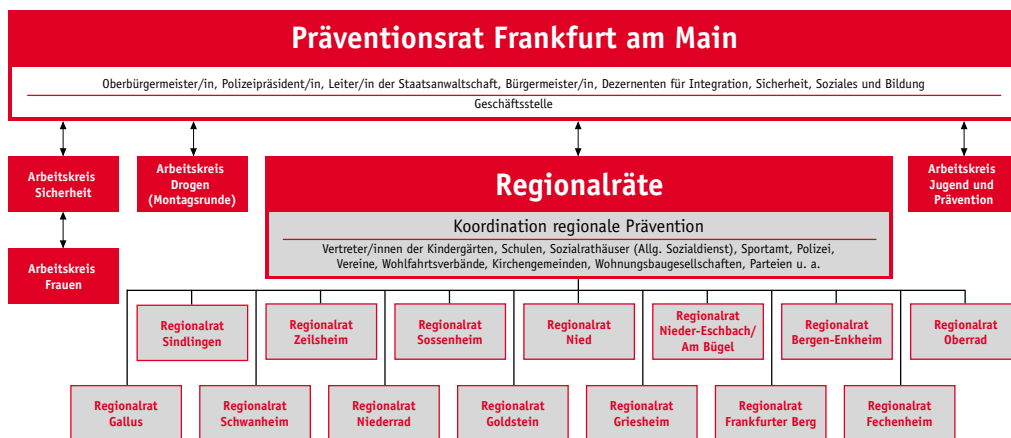 Präventionsrat Frankfurt am Main
Oberbürgermeister/in, Polizeipräsident/in, Leiter/in der Staatsanwaltschaft, Bürgermeister/in, Dezernenten für Integration, Sicherheit, Soziales und Bildung
Geschäftsstelle
Arbeitskreis
Sicherheit
Arbeitskreis
Drogen
(Montagsrunde)
Regionalräte
Koordination regionale Prävention
Vertreter/innen der Kindergärten, Schulen, Sozialrathäuser (Allg. Sozialdienst), Sportamt, Polizei,
Vereine, Wohlfahrtsverbände, Kirchengemeinden, Wohnungsbaugesellschaften, Parteien u. a.
Arbeitskreis
Jugend und
Prävention
Arbeitskreis
Frauen
Regionalrat
Sindlingen
Regionalrat
Zeilsheim
Regionalrat
Sossenheim
Regionalrat
Nied
Regionalrat
Nieder-Eschbach/
Am Bügel
Regionalrat
Bergen-Enkheim
Regionalrat
Oberrad
Regionalrat
Gallus
Regionalrat
Schwanheim
Regionalrat
Niederrad
Regionalrat
Goldstein
Regionalrat
Griesheim
Regionalrat
Frankfurter Berg
Regionalrat
Fechenheim